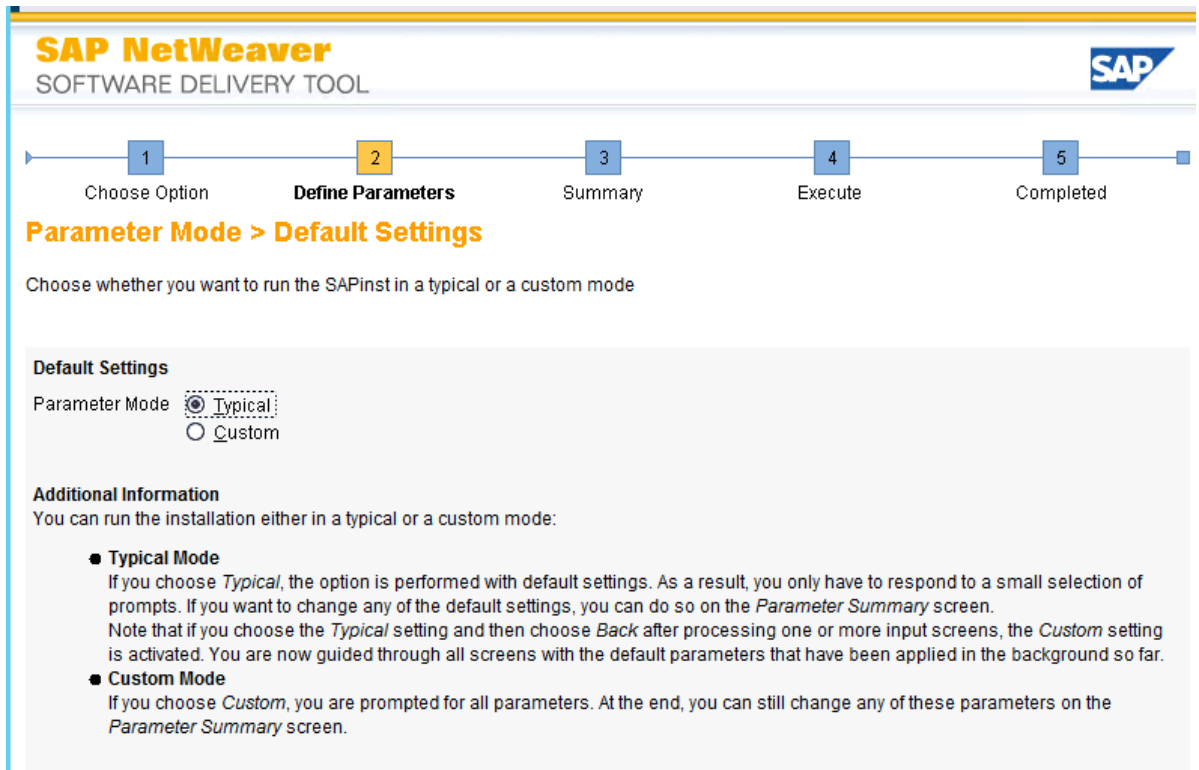 SAP NetWeaver
SOFTWARE DELIVERY TOOL
SAP
1 2 3 4 5
Choose Option Define Parameters Summary Execute Completed
Parameter Mode > Default Settings
Choose whether you want to run the SAPinst in a typical or a custom mode
Default Settings
Parameter Mode Typical
Custom
Additional Information
You can run the installation either in a typical or a custom mode:
Typical Mode
If you choose Typical, the option is performed with default settings. As a result, you only have to respond to a small selection of
prompts. If you want to change any of the default settings, you can do so on the Parameter Summary screen.
Note that if you choose the Typical setting and then choose Back after processing one or more input screens, the Custom setting
is activated. You are now guided through all screens with the default parameters that have been applied in the background so far.
Custom Mode
If you choose Custom, you are prompted for all parameters. At the end, you can still change any of these parameters on the
Parameter Summary screen.